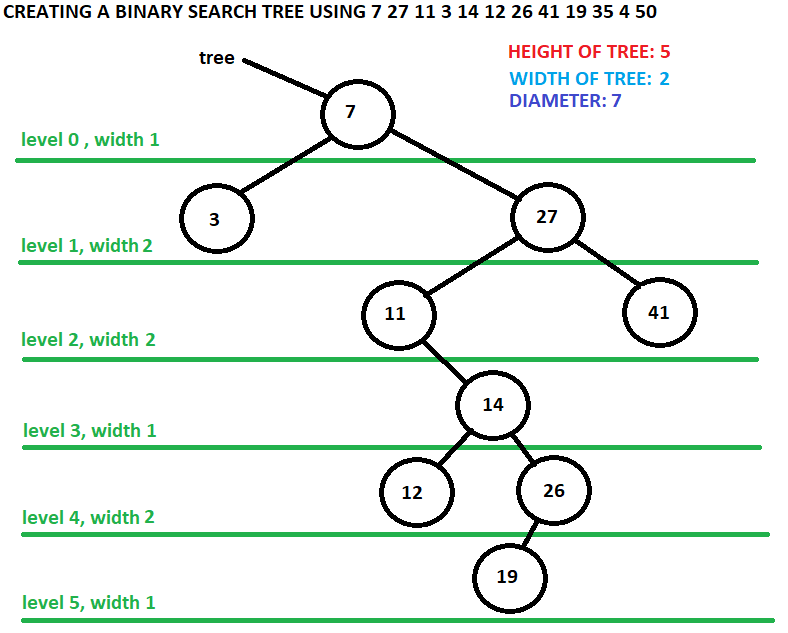 CREATING A BINARY SEARCH TREE USING 7 27 11 3 14 12 26 41 19 35 4 50
tree
HEIGHT OF TREE: 5
WIDTH OF TREE: 2
DIAMETER: 7
7
level 0 , width 1
3
27
level 1, width 2
11
41
level 2, width 2
14
level 3, width 1
12
26
level 4, width 2
19
level 5, width 1